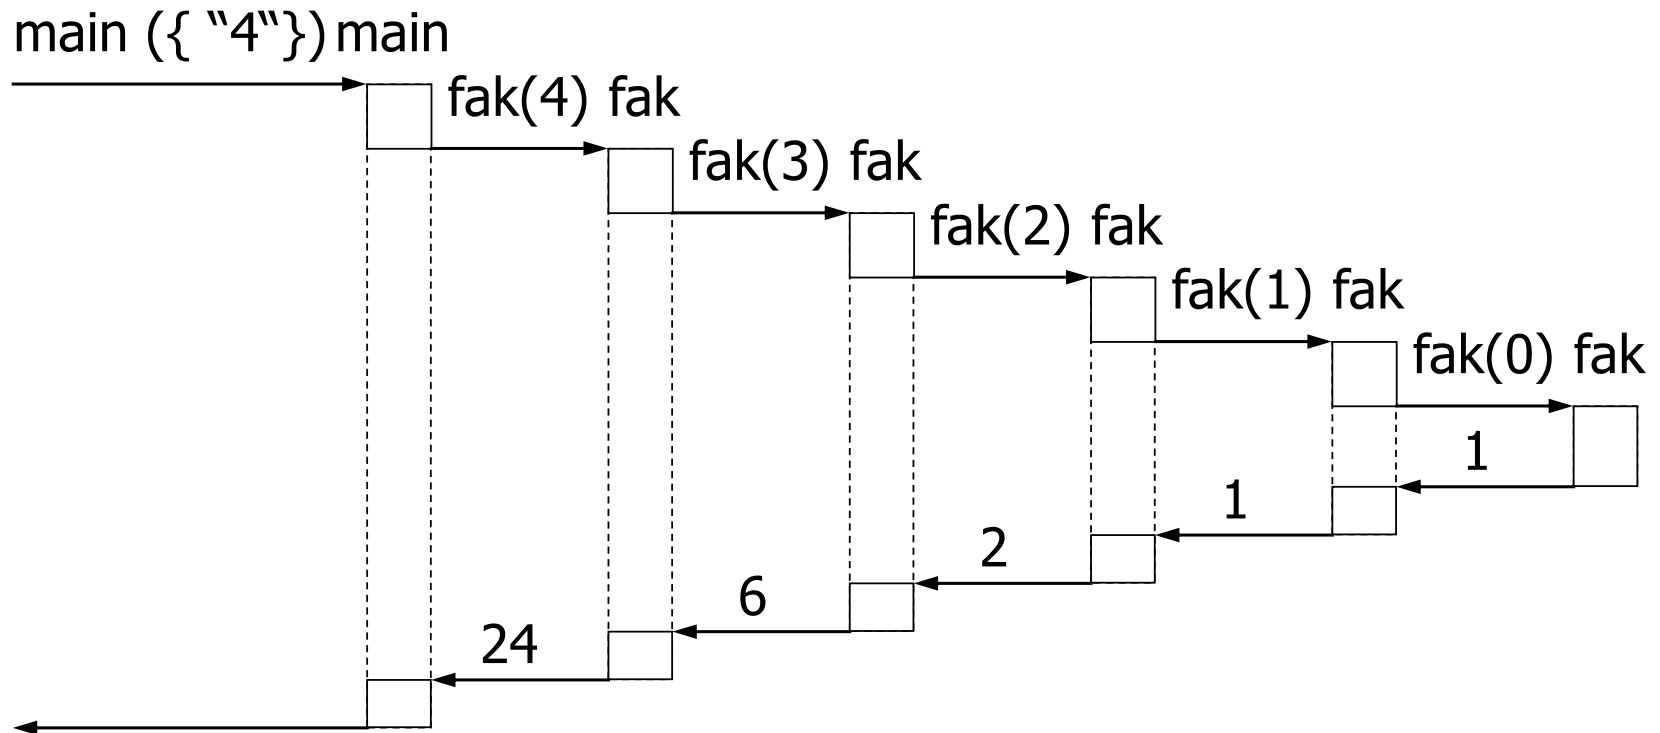 main ({ “4“}) main
fak(4) fak
fak(3) fak
fak(2) fak
fak(1) fak
fak(0) fak
1
1
2
6
24